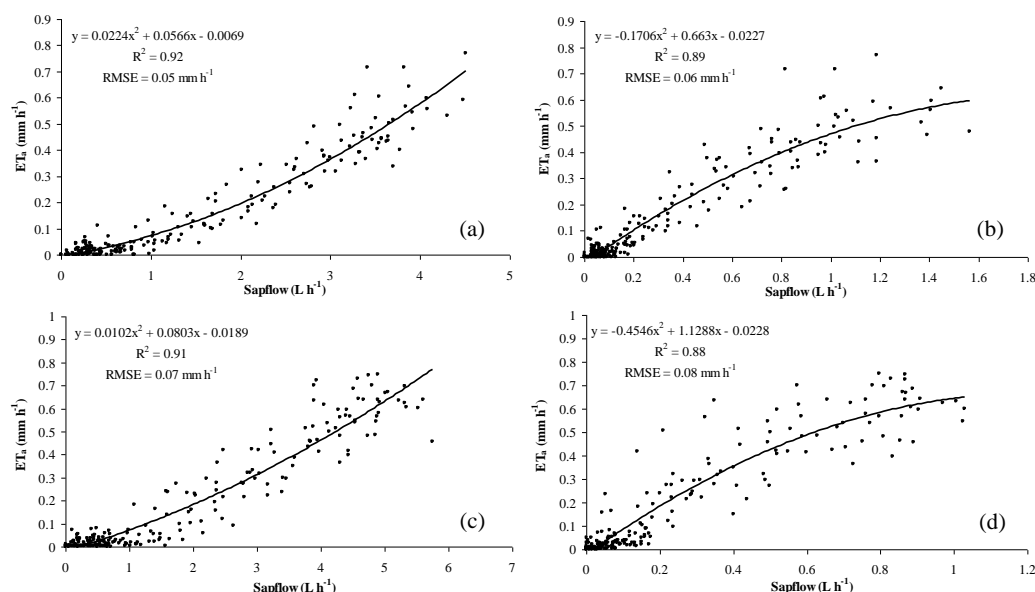 y = 0.0224x² + 0.0566x - 0.0069
R² = 0.92
RMSE = 0.05 mm h⁻¹
0.9
0.8
0.7
0.6
0.5
0.4
0.3
0.2
0.1
0
ETₐ (mm h⁻¹)
(a)
0 1 2 3 4 5
Sapflow (L h⁻¹)
y = -0.1706x² + 0.663x - 0.0227
R² = 0.89
RMSE = 0.06 mm h⁻¹
0.9
0.8
0.7
0.6
0.5
0.4
0.3
0.2
0.1
0
ETₐ (mm h⁻¹)
(b)
0 0.2 0.4 0.6 0.8 1 1.2 1.4 1.6 1.8
Sapflow (L h⁻¹)
y = 0.0102x² + 0.0803x - 0.0189
R² = 0.91
RMSE = 0.07 mm h⁻¹
1
0.9
0.8
0.7
0.6
0.5
0.4
0.3
0.2
0.1
0
ETₐ (mm h⁻¹)
(c)
0 1 2 3 4 5 6 7
Sapflow (L h⁻¹)
y = -0.4546x² + 1.1288x - 0.0228
R² = 0.88
RMSE = 0.08 mm h⁻¹
1
0.9
0.8
0.7
0.6
0.5
0.4
0.3
0.2
0.1
0
ETₐ (mm h⁻¹)
(d)
0 0.2 0.4 0.6 0.8 1 1.2
Sapflow (L h⁻¹)